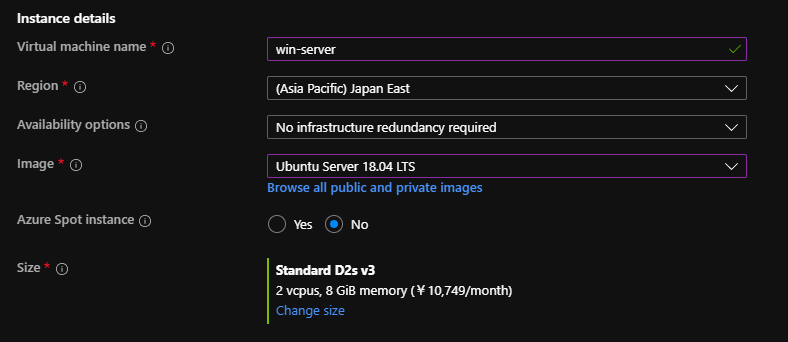 Instance details
Virtual machine name * win-server
Region * (Asia Pacific) Japan East
Availability options No infrastructure redundancy required
Image * Ubuntu Server 18.04 LTS
Browse all public and private images
Azure Spot instance Yes No
Size * Standard D2s v3
2 vcpus, 8 GiB memory (¥10,749/month)
Change size